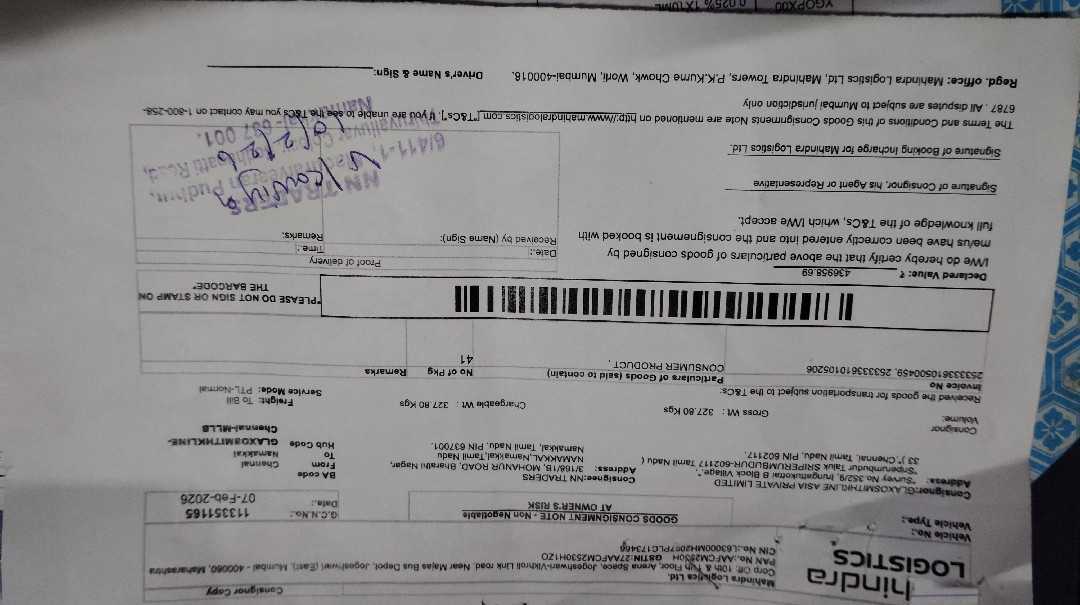 Consignor Copy
hindra
LOGISTICS
Mahindra Logistics Ltd.
Corp Off: 10th & 11th Floor, Arena Space, Jogeshwari-Vikhroli Link road, Near Majas Bus Depot, Jogeshwari (East), Mumbai - 400060, Maharashtra
PAN No.:AAFCM2530H GSTIN:27AAFCM2530H1ZO
CIN No.:L63000MH2007PLC173466
Vehicle No.:
Vehicle Type.:
GOODS CONSIGNMENT NOTE - Non Negotiable
AT OWNER'S RISK
G.C.N.No.: 113351165
Date.: 07-Feb-2026
Consignor:GLAXOSMITHKLINE ASIA PRIVATE LIMITED
Address: "Survey No.352/9, Irungattukottai B Block Village,",
"Sriperumbudur Taluk SRIPERUMBUDUR-602117 Tamil Nadu (
33 )", Chennai, Tamil Nadu, PIN 602117.
Consignee:NN TRADERS
Address: 3/168/1B, MOHANUR ROAD, Bharathi Nagar,
NAMAKKAL,Namakkal,Tamil Nadu
Namakkal, Tamil Nadu, PIN 637001.
BA code
From Chennai
To Namakkal
Hub Code GLAXOSMITHKLINE-
Chennai-MLLB
Consignor
Volume:
Gross Wt : 327.80 Kgs
Chargeable Wt : 327.80 Kgs
Freight: To Bill
Service Mode: PTL-Normal
Received the goods for transportation subject to the T&Cs:
Invoice No
Particulars of Goods (said to contain)
No of Pkg
Remarks
CONSUMER PRODUCT ,
41
*PLEASE DO NOT SIGN OR STAMP ON
THE BARCODE*
Declared Value: ₹ 436958.69
I/We do hereby certify that the above particulars of goods consigned by
me/us have been correctly entered into and the consignement is booked with
full knowledge of the T&Cs, which I/We accept.
Proof of delivery
Date.:
Time.:
Received by (Name Sign):
Remarks:
NN TRADERS
6/411-1,
Thiruvalluvar
637 001.
10/2/26
Signature of Consignor, his Agent or Representative
Signature of Booking Incharge for Mahindra Logistics Ltd.
The Terms and Conditions of this Goods Consignments Note are mentioned on http://www.mahindralogistics.com ["T&Cs"]. If you are unable to see the T&Cs you may contact on 1-800-258-
6787 . All disputes are subject to Mumbai jurisdiction only
Regd. office: Mahindra Logistics Ltd, Mahindra Towers, P.K.Kurne Chowk, Worli, Mumbai-400018.
Driver's Name & Sign:
YGOPX00
0.025% 1X10ML